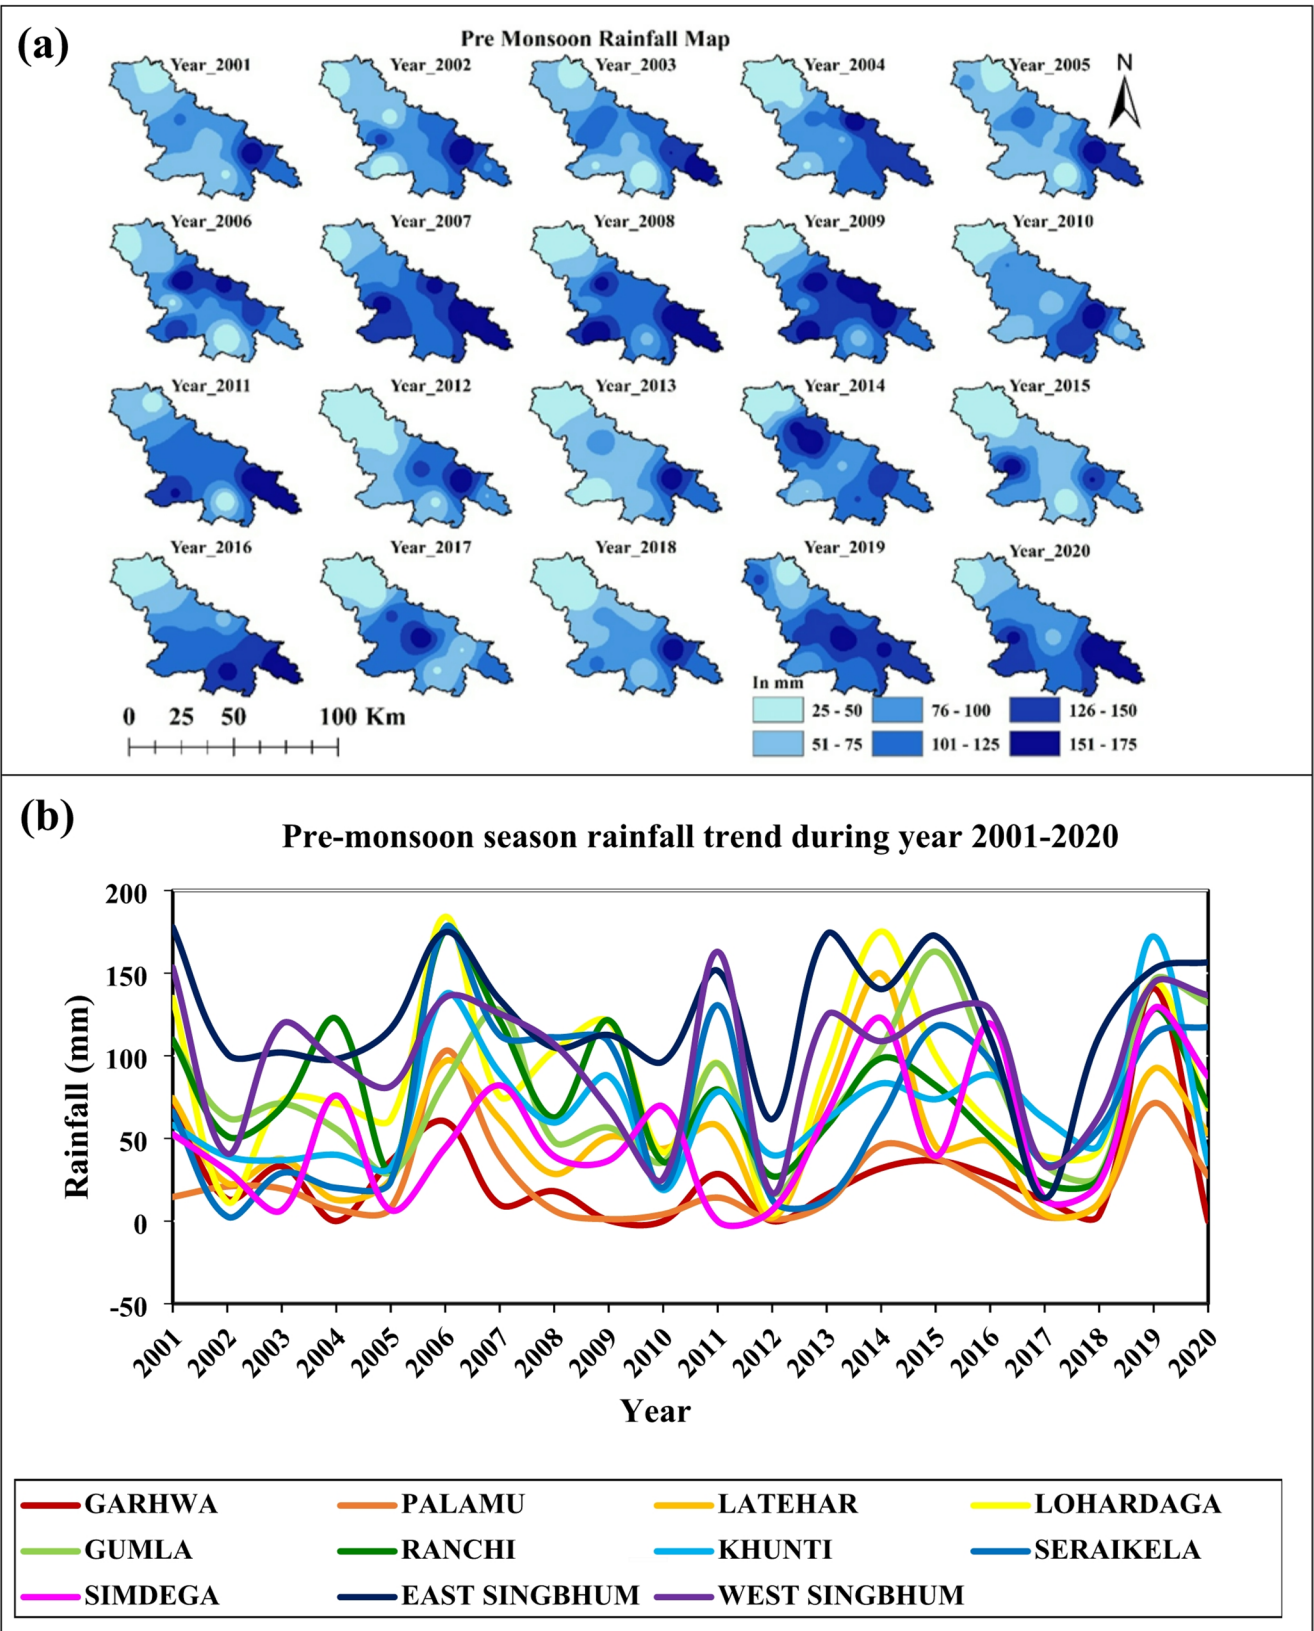 (a)
Pre Monsoon Rainfall Map
N
Year_2001 Year_2002 Year_2003 Year_2004 Year_2005
Year_2006 Year_2007 Year_2008 Year_2009 Year_2010
Year_2011 Year_2012 Year_2013 Year_2014 Year_2015
Year_2016 Year_2017 Year_2018 Year_2019 Year_2020
0 25 50 100 Km
In mm
25 - 50 76 - 100 126 - 150
51 - 75 101 - 125 151 - 175
(b)
Pre-monsoon season rainfall trend during year 2001-2020
Rainfall (mm)
200
150
100
50
0
-50
2001 2002 2003 2004 2005 2006 2007 2008 2009 2010 2011 2012 2013 2014 2015 2016 2017 2018 2019 2020
Year
GARHWA PALAMU LATEHAR LOHARDAGA
GUMLA RANCHI KHUNTI SERAIKELA
SIMDEGA EAST SINGBHUM WEST SINGBHUM